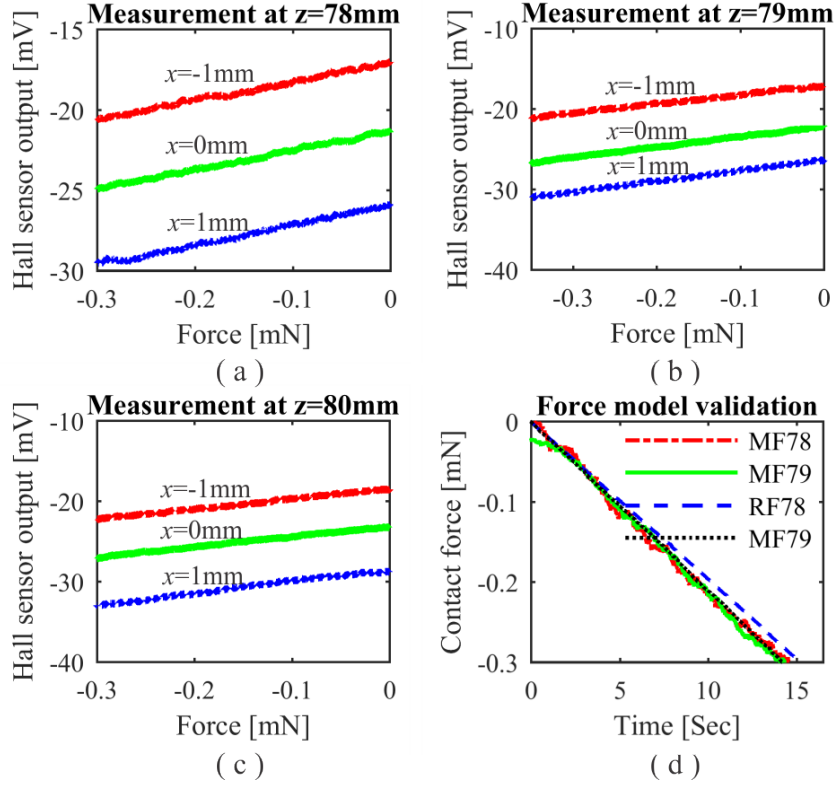 Measurement at z=78mm
Hall sensor output [mV]
-15
-20
-25
-30
x=-1mm
x=0mm
x=1mm
-0.3
-0.2
-0.1
0
Force [mN]
( a )
Measurement at z=79mm
Hall sensor output [mV]
-10
-20
-30
-40
x=-1mm
x=0mm
x=1mm
-0.3
-0.2
-0.1
0
Force [mN]
( b )
Measurement at z=80mm
Hall sensor output [mV]
-10
-20
-30
-40
x=-1mm
x=0mm
x=1mm
-0.3
-0.2
-0.1
0
Force [mN]
( c )
Force model validation
Contact force [mN]
0
-0.1
-0.2
-0.3
MF78
MF79
RF78
MF79
0
5
10
15
Time [Sec]
( d )